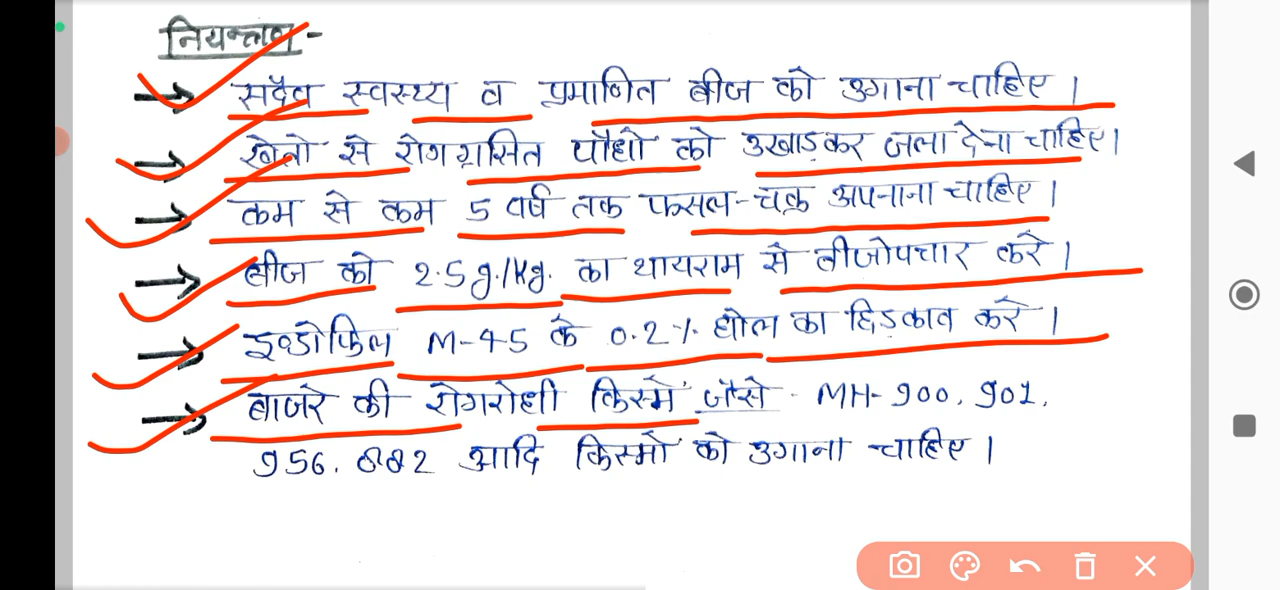 नियन्त्रण -
→ सदैव स्वस्थ्य व प्रमाणित बीज को उगाना चाहिए।
→ खेतो से रोगग्रसित पौधों को उखाड़कर जला देना चाहिए।
→ कम से कम 5 वर्ष तक फसल-चक्र अपनाना चाहिए।
→ बीज को 2.5g./Kg. का थायराम से बीजोपचार करे।
→ इण्डोफिल M-45 के 0.2% घोल का छिड़काव करे।
→ बाजरे की रोगरोधी किस्में जैसे - MH-900, 901,
956, 882 आदि किस्मों को उगाना चाहिए।